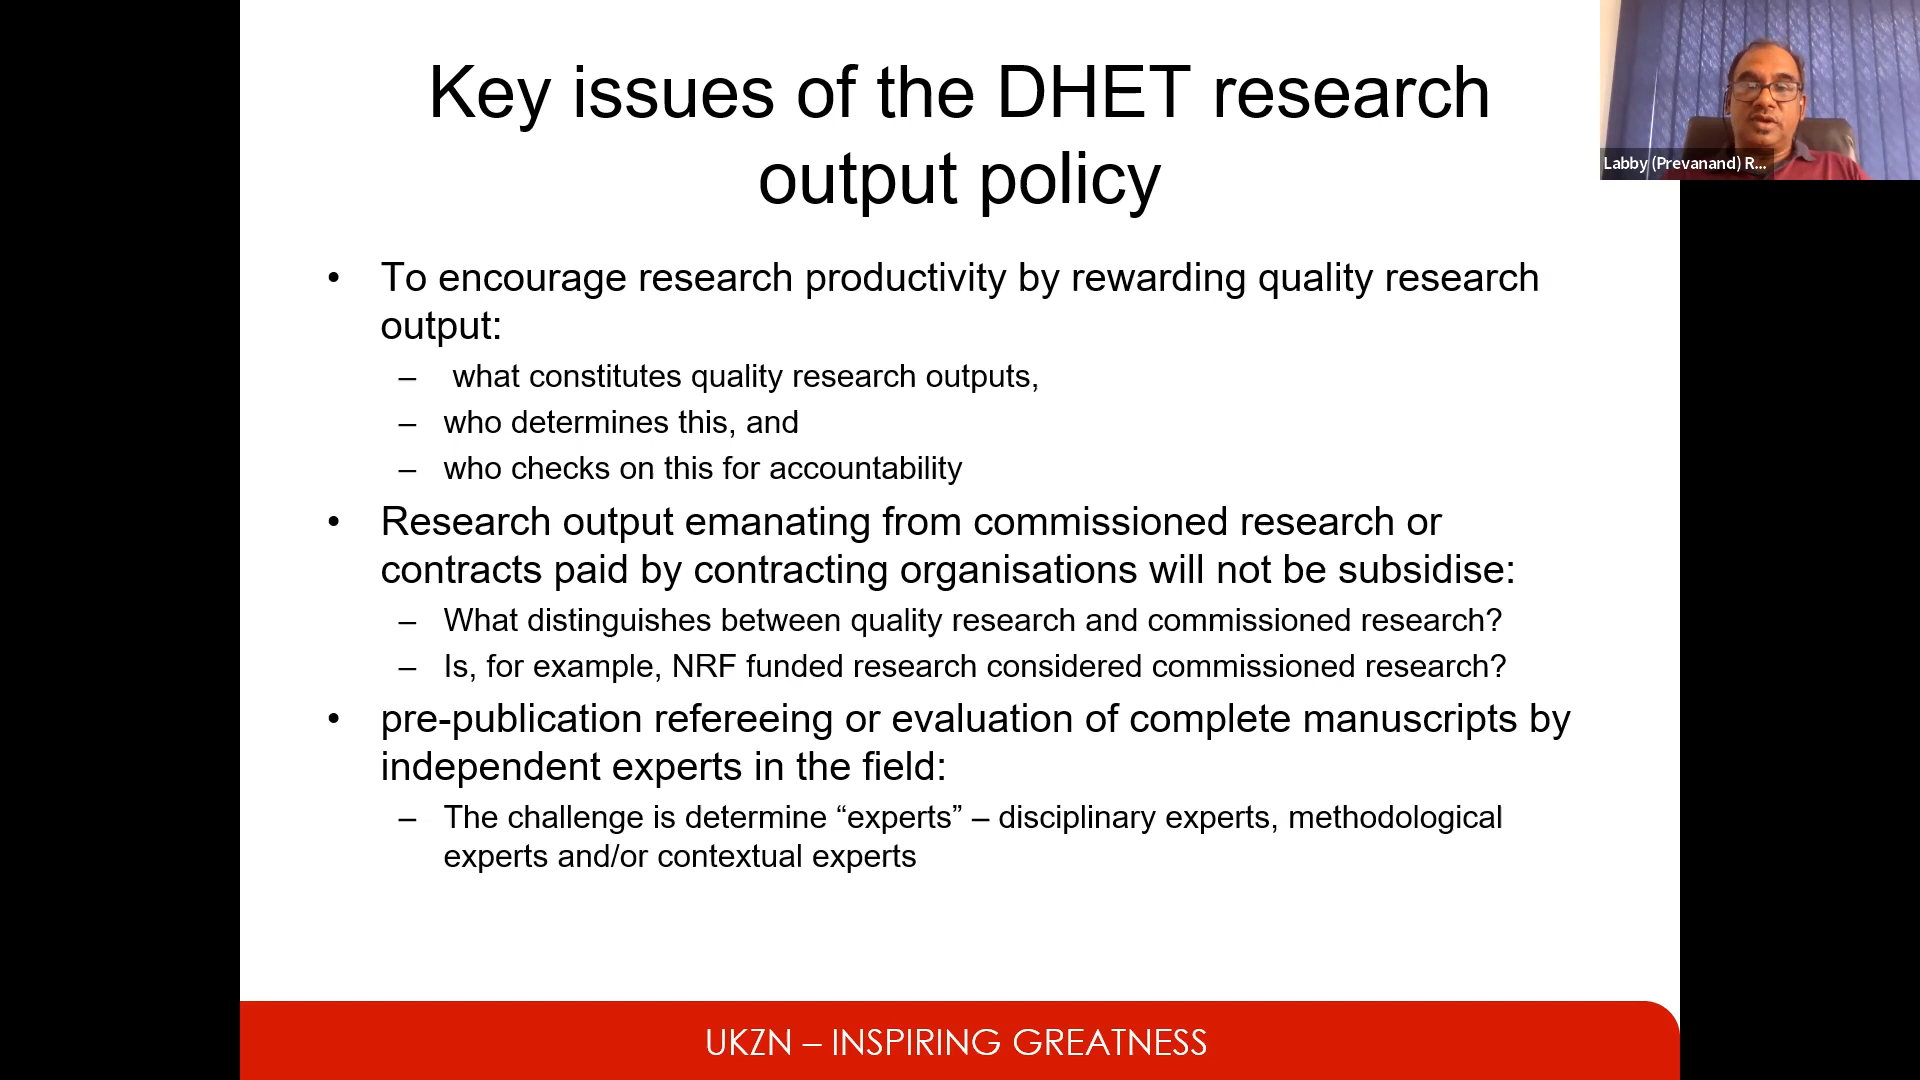 Key issues of the DHET research
output policy
Labby (Prevanand) R...
• To encourage research productivity by rewarding quality research
output:
– what constitutes quality research outputs,
– who determines this, and
– who checks on this for accountability
• Research output emanating from commissioned research or
contracts paid by contracting organisations will not be subsidise:
– What distinguishes between quality research and commissioned research?
– Is, for example, NRF funded research considered commissioned research?
• pre-publication refereeing or evaluation of complete manuscripts by
independent experts in the field:
– The challenge is determine “experts” – disciplinary experts, methodological
experts and/or contextual experts
UKZN – INSPIRING GREATNESS